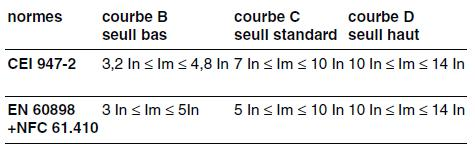 normes courbe B courbe C courbe D
seuil bas seuil standard seuil haut
CEI 947-2 3,2 In ≤ Im ≤ 4,8 In 7 In ≤ Im ≤ 10 In 10 In ≤ Im ≤ 14 In
EN 60898 3 In ≤ Im ≤ 5In 5 In ≤ Im ≤ 10 In 10 In ≤ Im ≤ 14 In
+NFC 61.410